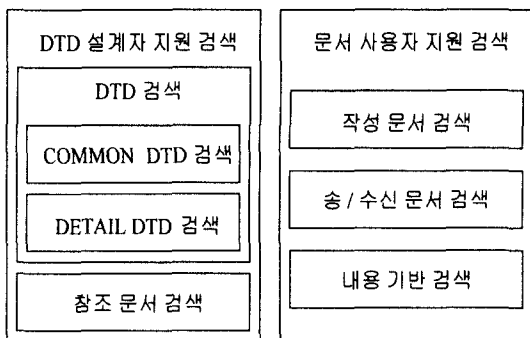 DTD 설계자 지원 검색
DTD 검색
COMMON DTD 검색
DETAIL DTD 검색
참조 문서 검색
문서 사용자 지원 검색
작성 문서 검색
송 / 수신 문서 검색
내용 기반 검색